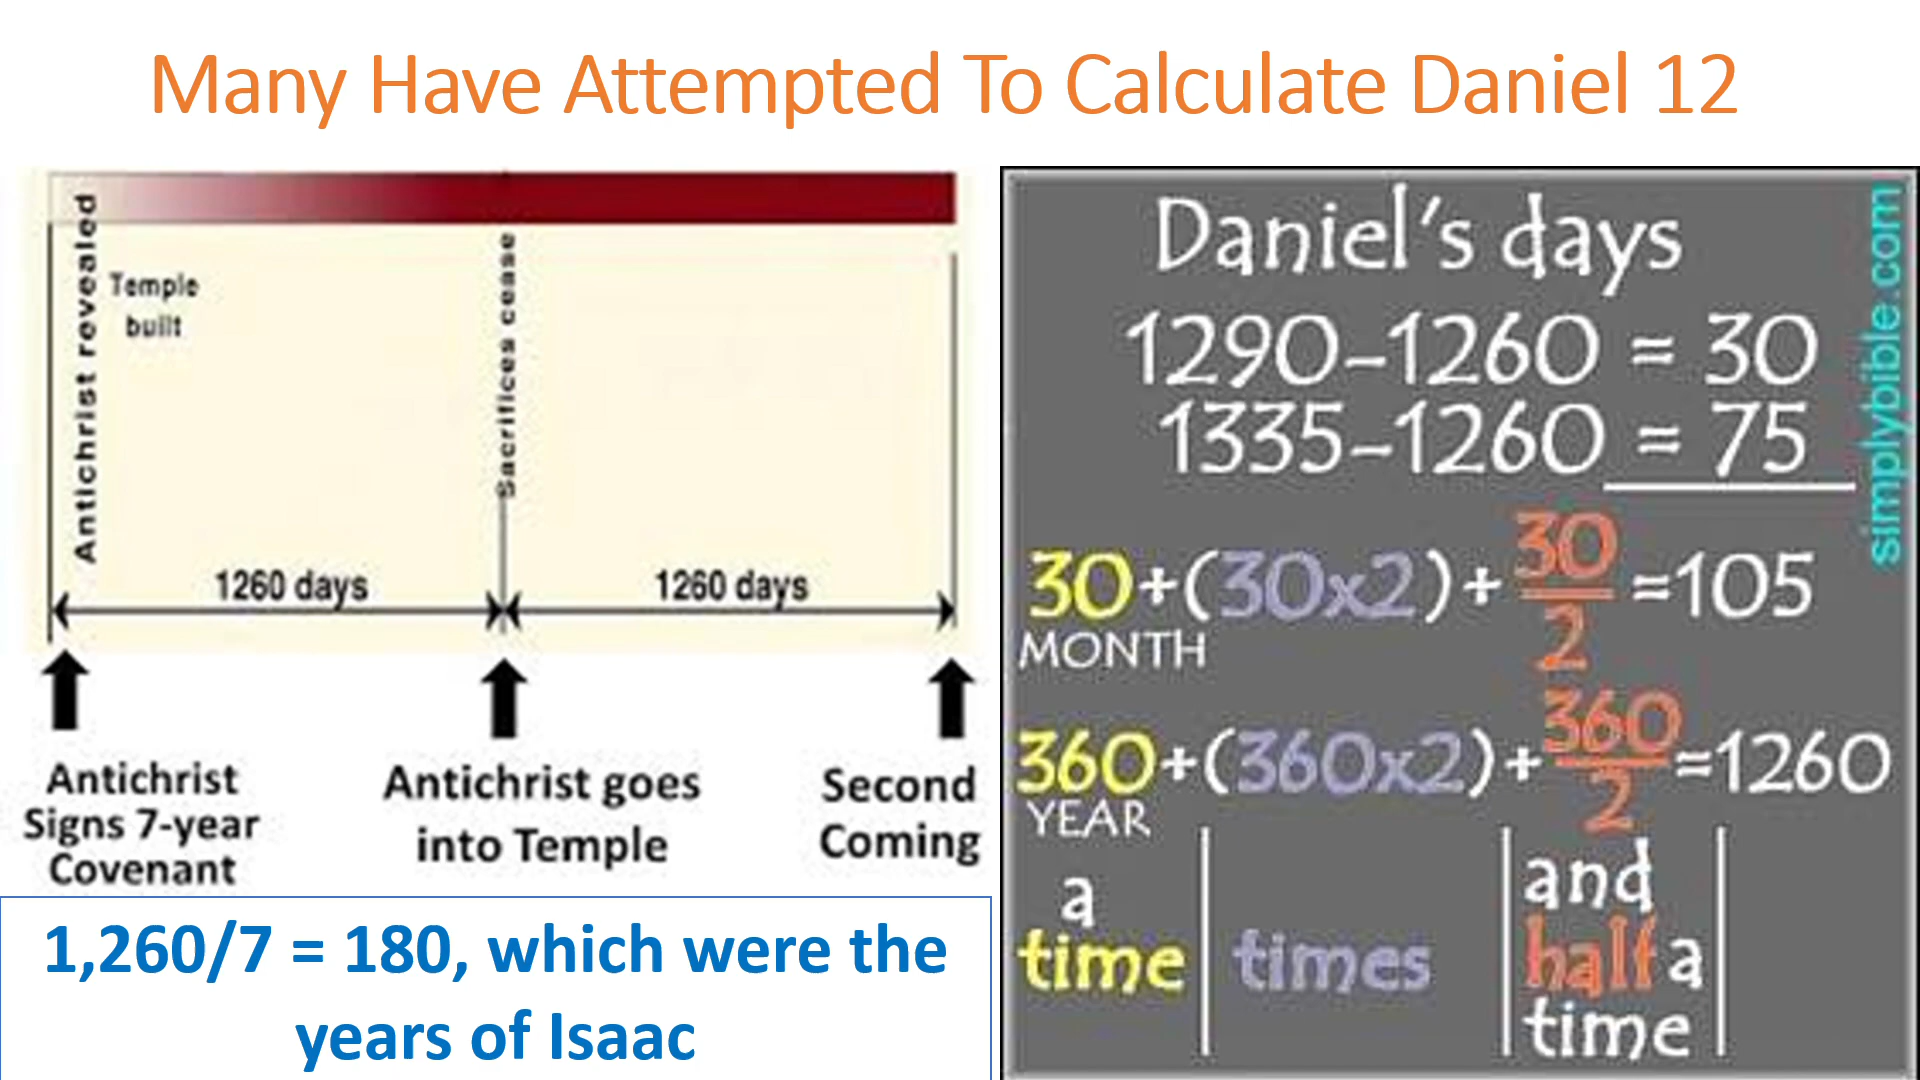 Many Have Attempted To Calculate Daniel 12
Antichrist revealed
Temple
built
Sacrifices cease
1260 days
1260 days
Antichrist
Signs 7-year
Covenant
Antichrist goes
into Temple
Second
Coming
1,260/7 = 180, which were the
years of Isaac
Daniel's days
1290-1260 = 30
1335-1260 = 75
30+(30x2)+30/2=105
MONTH
360+(360x2)+360/2=1260
YEAR
a time
times
and half a time
simplybible.com